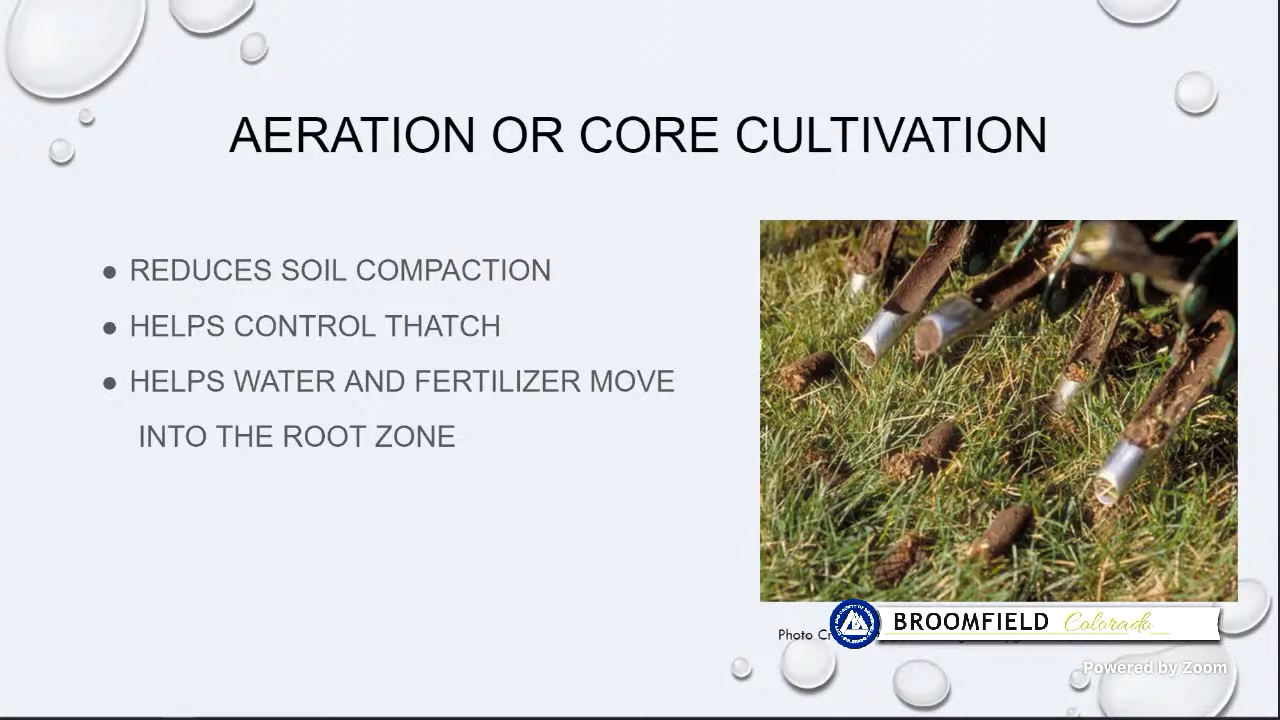 AERATION OR CORE CULTIVATION
● REDUCES SOIL COMPACTION
● HELPS CONTROL THATCH
● HELPS WATER AND FERTILIZER MOVE
INTO THE ROOT ZONE
Photo
BROOMFIELD Colorado
Powered by Zoom